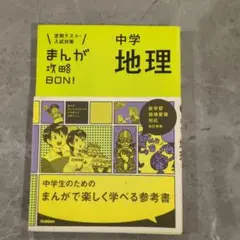 定期テスト・
入試対策
まんが
攻略
BON!
中学
地理
新学習
指導要領
対応
中学生のための
まんがで楽しく学べる参考書
Gakken